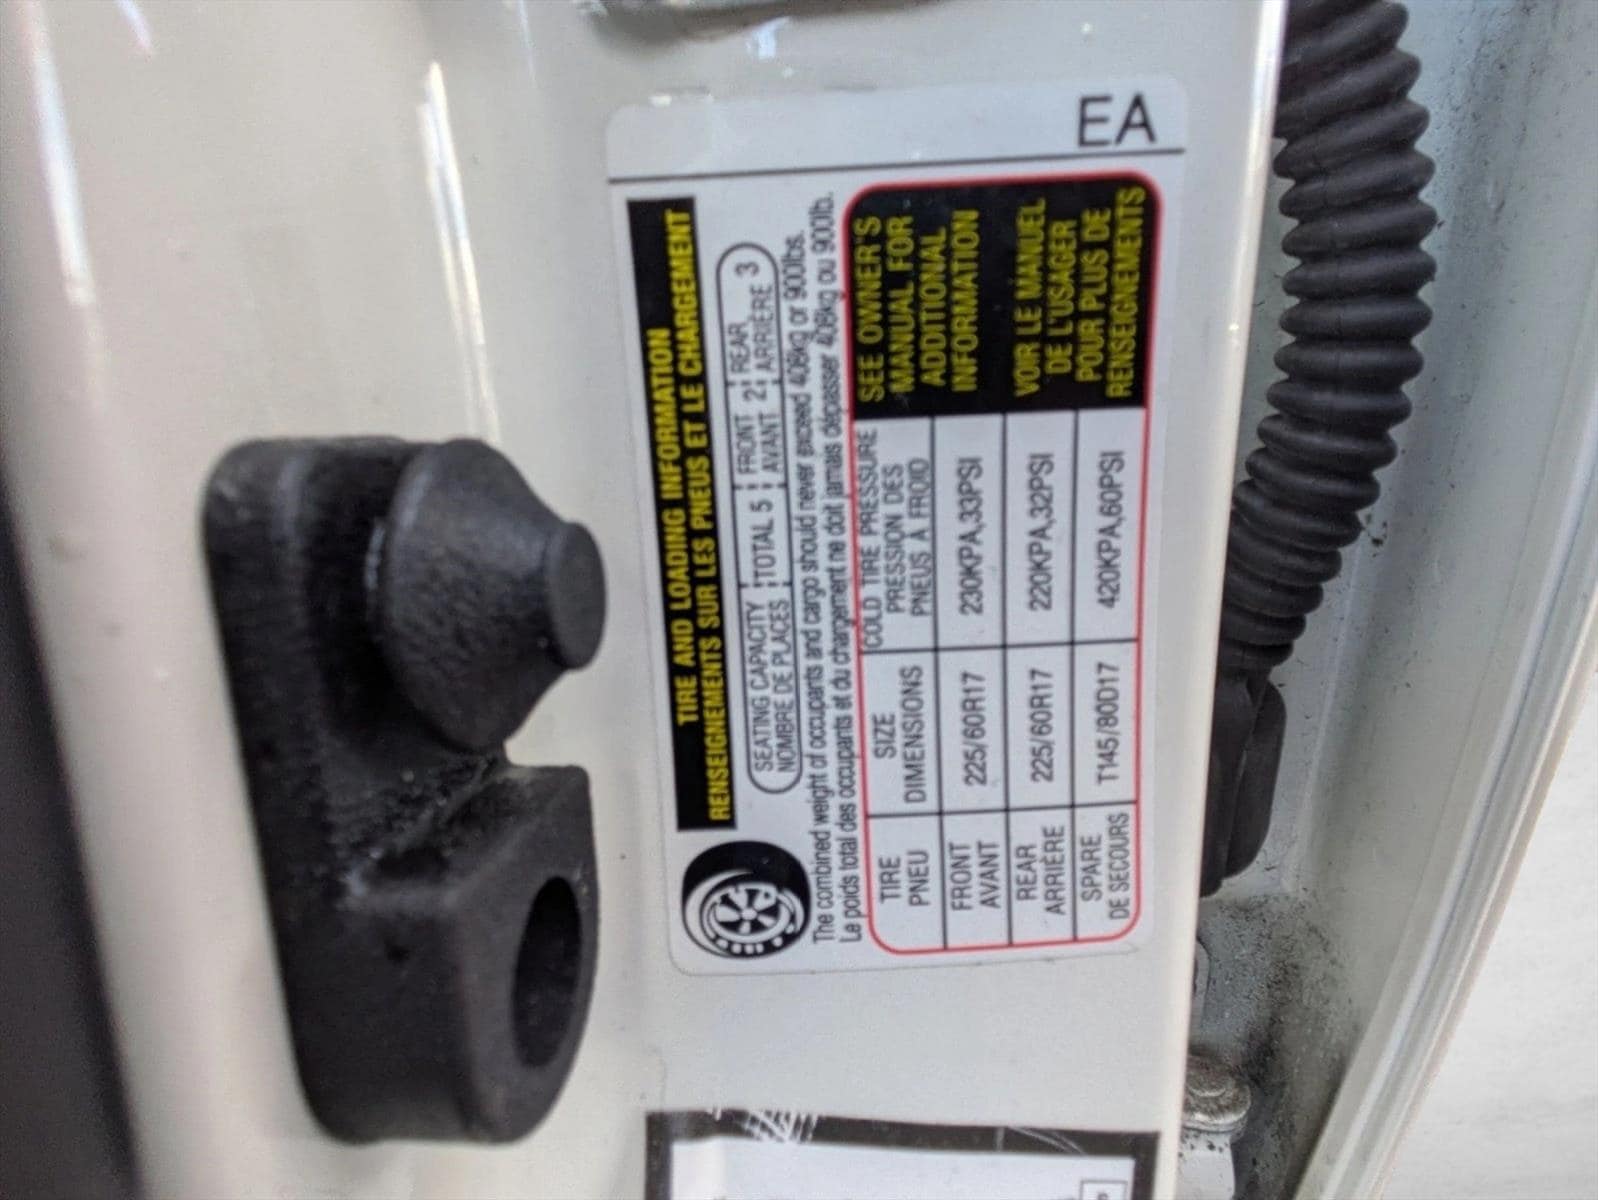 EA
TIRE AND LOADING INFORMATION
RENSEIGNEMENTS SUR LES PNEUS ET LE CHARGEMENT
SEATING CAPACITY TOTAL 5 FRONT 2 REAR 3
NOMBRE DE PLACES AVANT ARRIÈRE
The combined weight of occupants and cargo should never exceed 408kg or 900lbs.
Le poids total des occupants et du chargement ne doit jamais dépasser 408kg ou 900lb.
TIRE SIZE COLD TIRE PRESSURE
PNEU DIMENSIONS PRESSION DES
PNEUS A FROID
FRONT 225/60R17 230KPA,33PSI
AVANT
REAR 225/60R17 220KPA,32PSI
ARRIÈRE
SPARE T145/80D17 420KPA,60PSI
DE SECOURS
SEE OWNER'S
MANUAL FOR
ADDITIONAL
INFORMATION
VOIR LE MANUEL
DE L'USAGER
POUR PLUS DE
RENSEIGNEMENTS